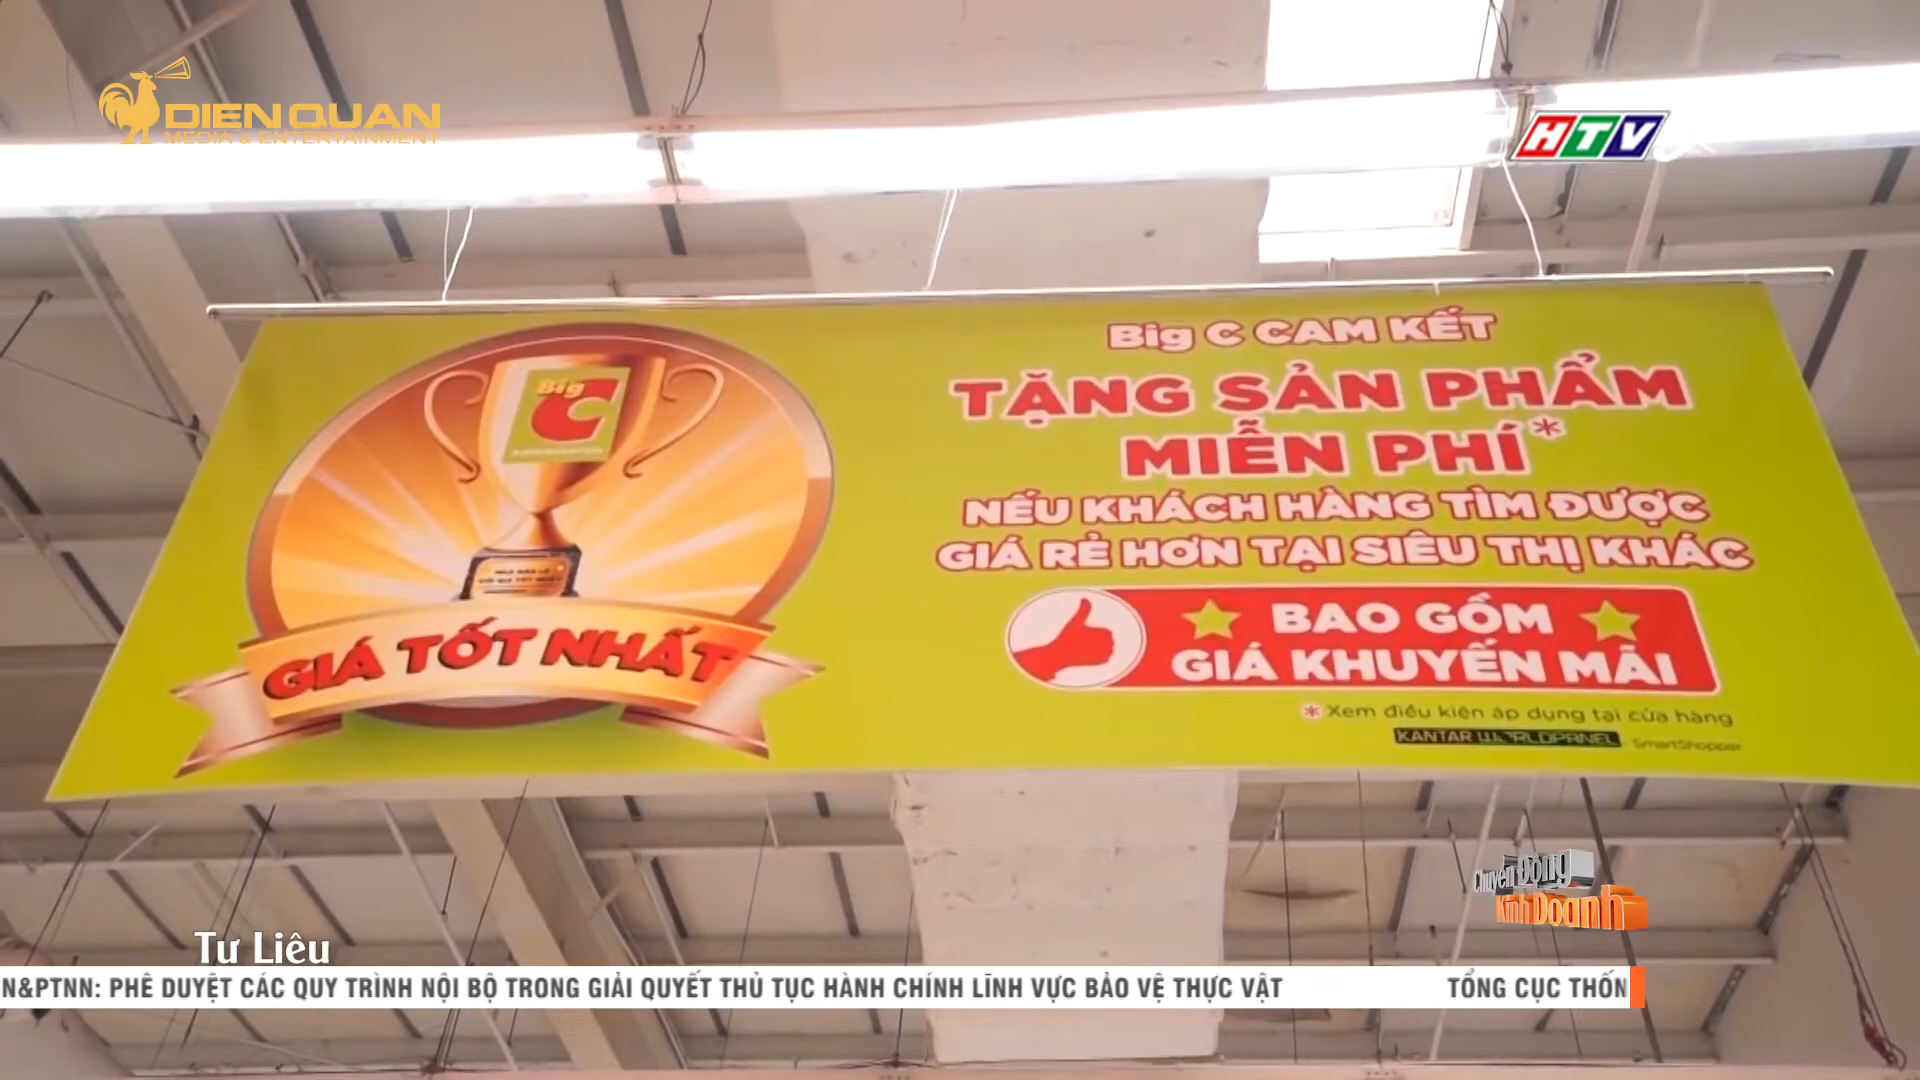 DIEN QUAN
MEDIA & ENTERTAINMENT
HTV
Big C CAM KẾT
TẶNG SẢN PHẨM
MIỄN PHÍ*
NẾU KHÁCH HÀNG TÌM ĐƯỢC
GIÁ RẺ HƠN TẠI SIÊU THỊ KHÁC
BAO GỒM
GIÁ KHUYẾN MÃI
* Xem điều kiện áp dụng tại cửa hàng
KANTAR WORLDPANEL - SmartShopper
Big
C
GIÁ TỐT NHẤT
Chuyển Động
Kinh Doanh
Tư Liệu
N&PTNN: PHÊ DUYỆT CÁC QUY TRÌNH NỘI BỘ TRONG GIẢI QUYẾT THỦ TỤC HÀNH CHÍNH LĨNH VỰC BẢO VỆ THỰC VẬT TỔNG CỤC THỐN